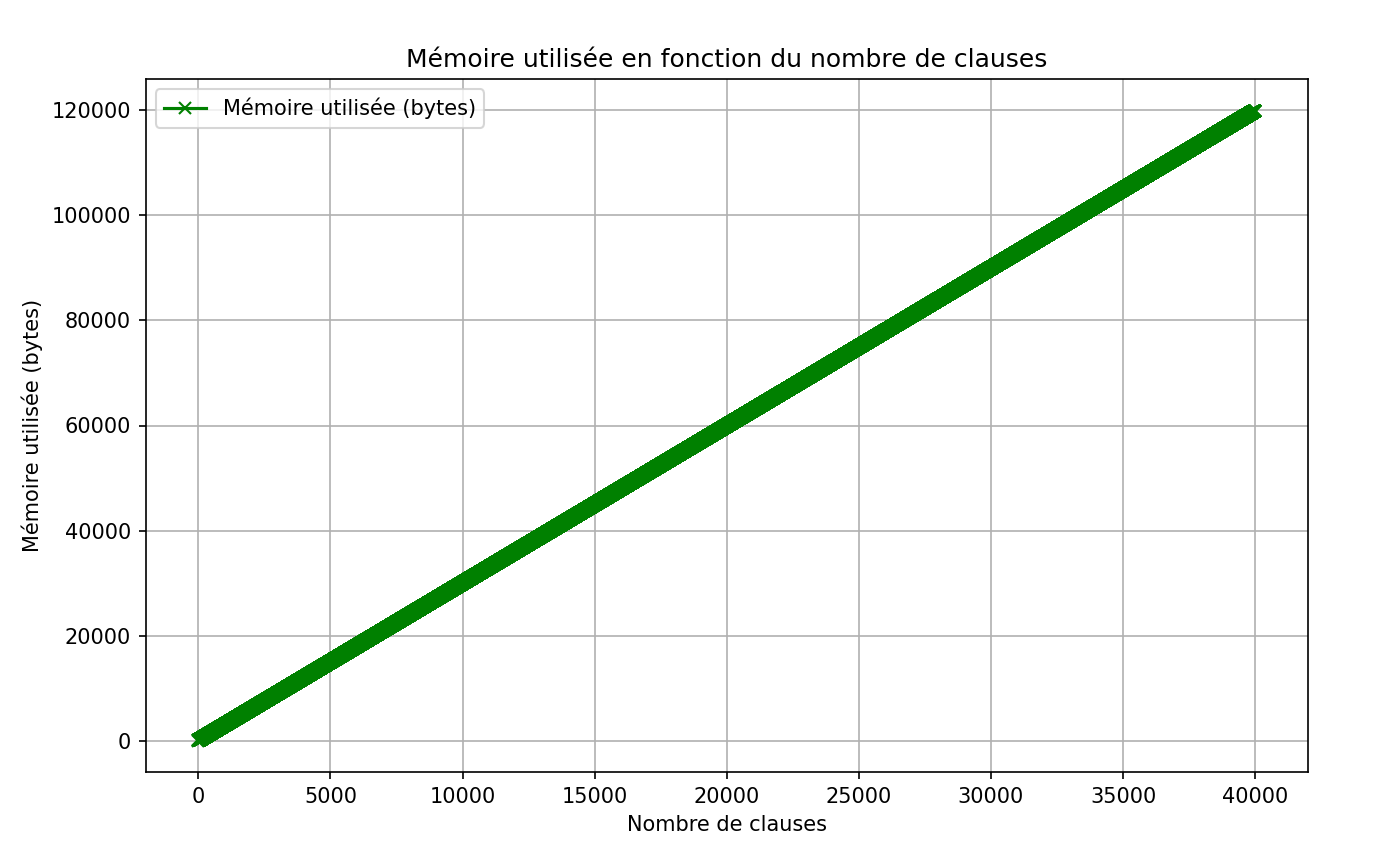 Mémoire utilisée en fonction du nombre de clauses
Mémoire utilisée (bytes)
120000
100000
80000
60000
40000
20000
0
Mémoire utilisée (bytes)
0 5000 10000 15000 20000 25000 30000 35000 40000
Nombre de clauses